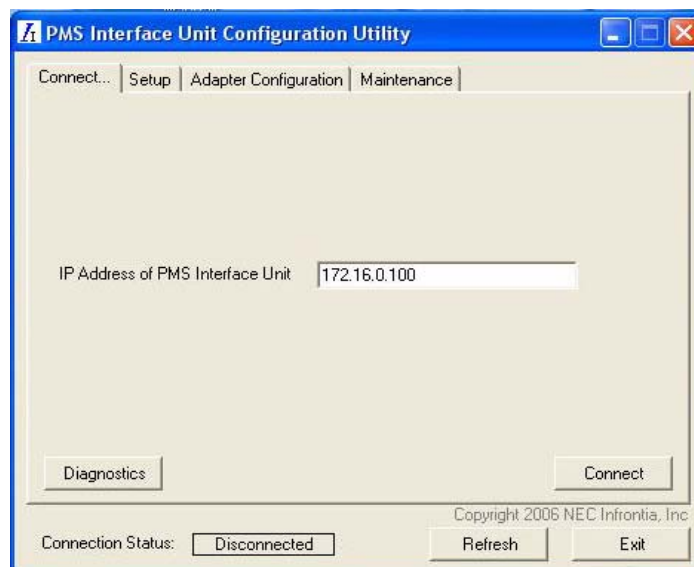 PMS Interface Unit Configuration Utility
Connect... Setup Adapter Configuration Maintenance
IP Address of PMS Interface Unit 172.16.0.100
Diagnostics Connect
Copyright 2006 NEC Infrontia, Inc
Connection Status: Disconnected Refresh Exit